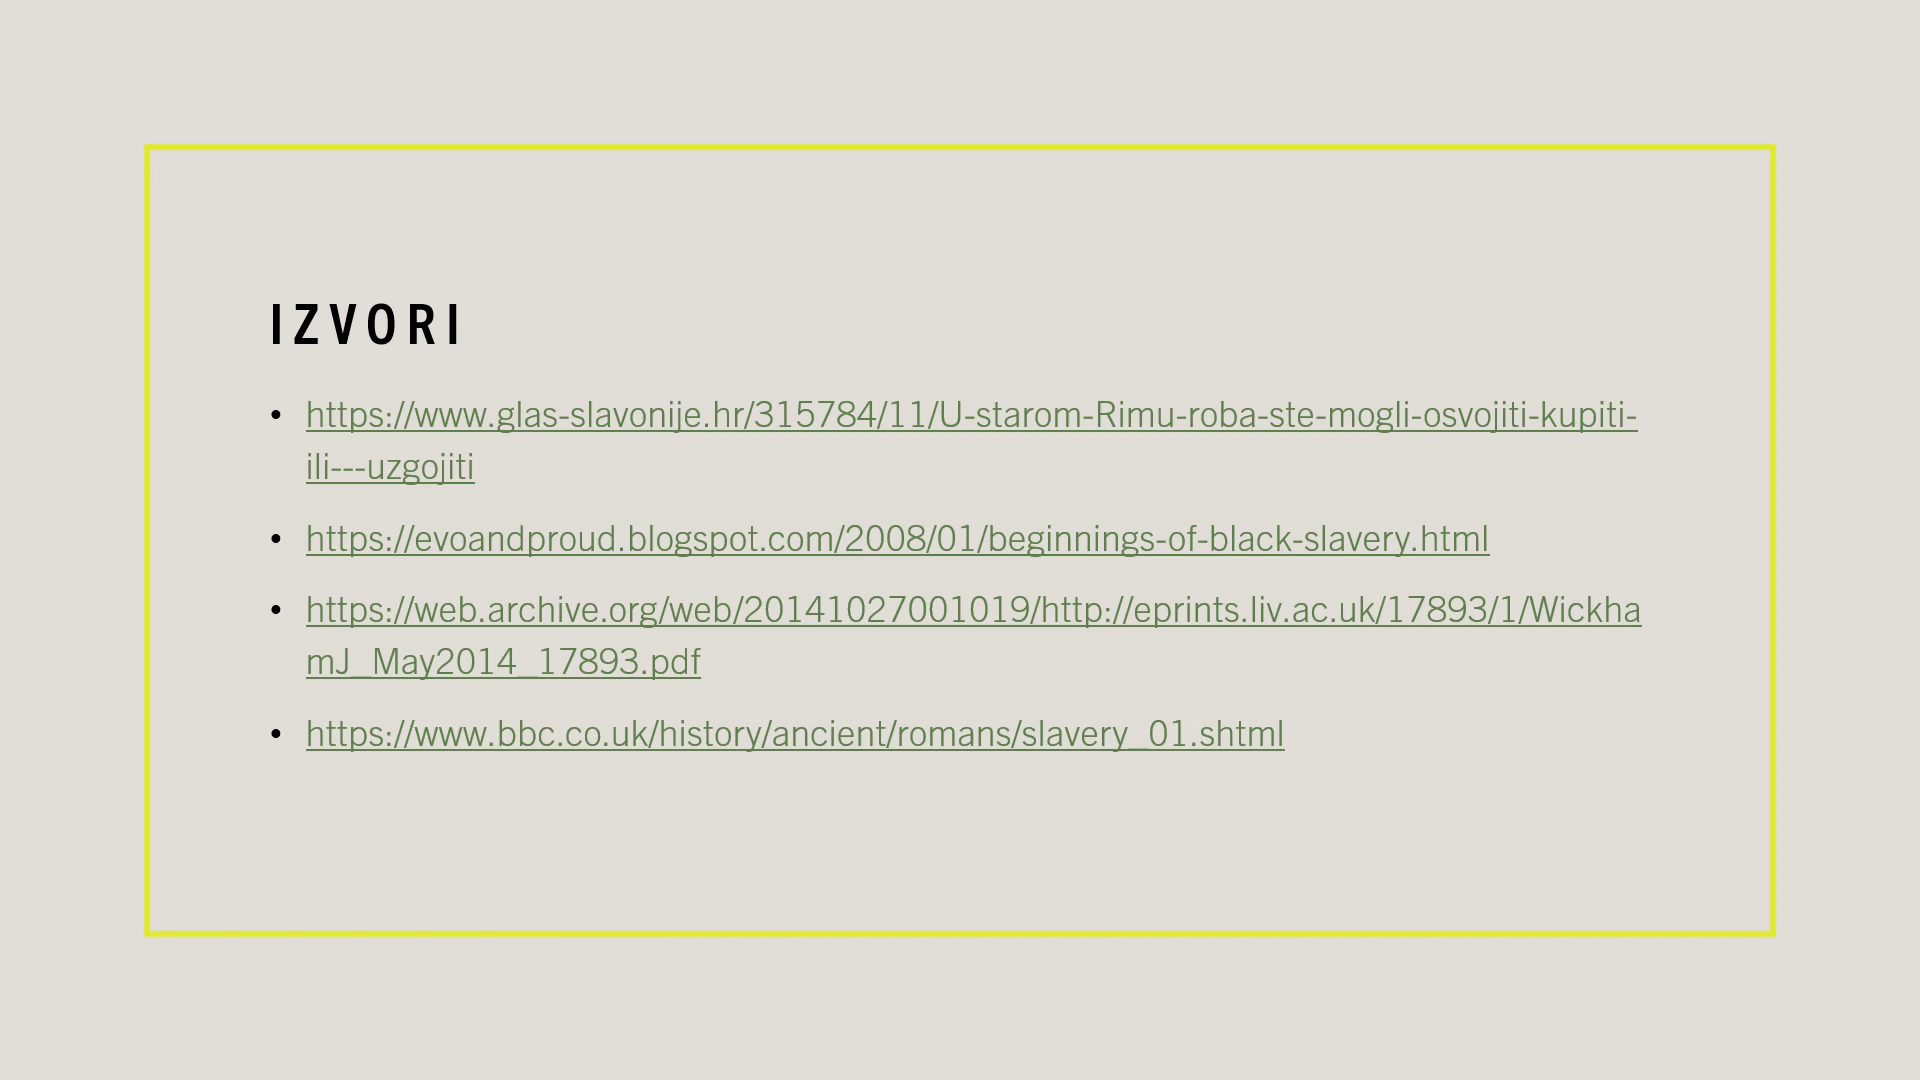 IZVORI
• https://www.glas-slavonije.hr/315784/11/U-starom-Rimu-roba-ste-mogli-osvojiti-kupiti-
ili---uzgojiti
• https://evoandproud.blogspot.com/2008/01/beginnings-of-black-slavery.html
• https://web.archive.org/web/20141027001019/http://eprints.liv.ac.uk/17893/1/Wickha
mJ_May2014_17893.pdf
• https://www.bbc.co.uk/history/ancient/romans/slavery_01.shtml